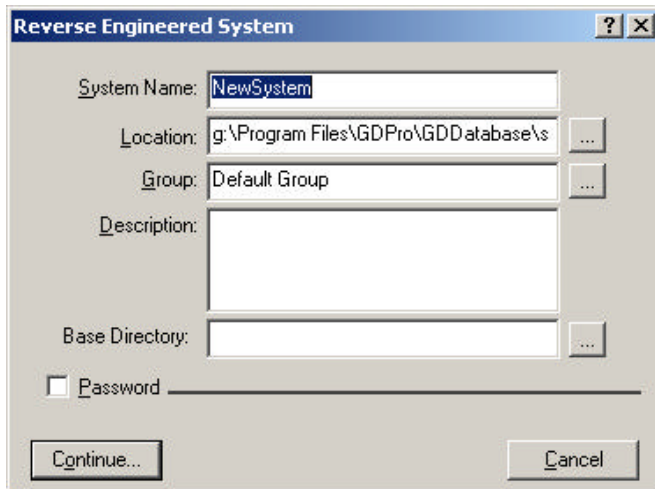 Reverse Engineered System ? X
System Name: NewSystem
Location: g:\Program Files\GDPro\GDDatabase\s ...
Group: Default Group ...
Description:
Base Directory: ...
Password
Continue... Cancel